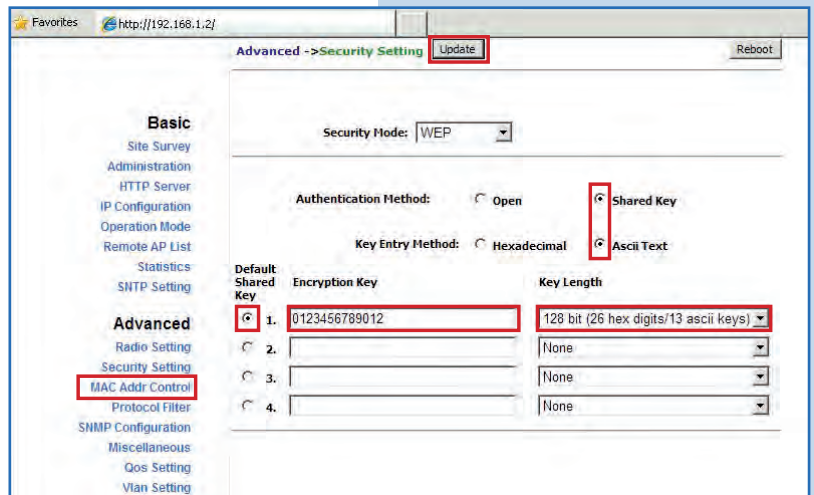 Favorites http://192.168.1.2/
Advanced ->Security Setting Update Reboot
Basic
Site Survey
Administration
HTTP Server
IP Configuration
Operation Mode
Remote AP List
Statistics
SNTP Setting
Advanced
Radio Setting
Security Setting
MAC Addr Control
Protocol Filter
SNMP Configuration
Miscellaneous
Qos Setting
Vlan Setting
Security Mode: WEP
Authentication Method: Open Shared Key
Key Entry Method: Hexadecimal Ascii Text
Default
Shared
Key
Encryption Key Key Length
1. 0123456789012 128 bit (26 hex digits/13 ascii keys)
2. None
3. None
4. None